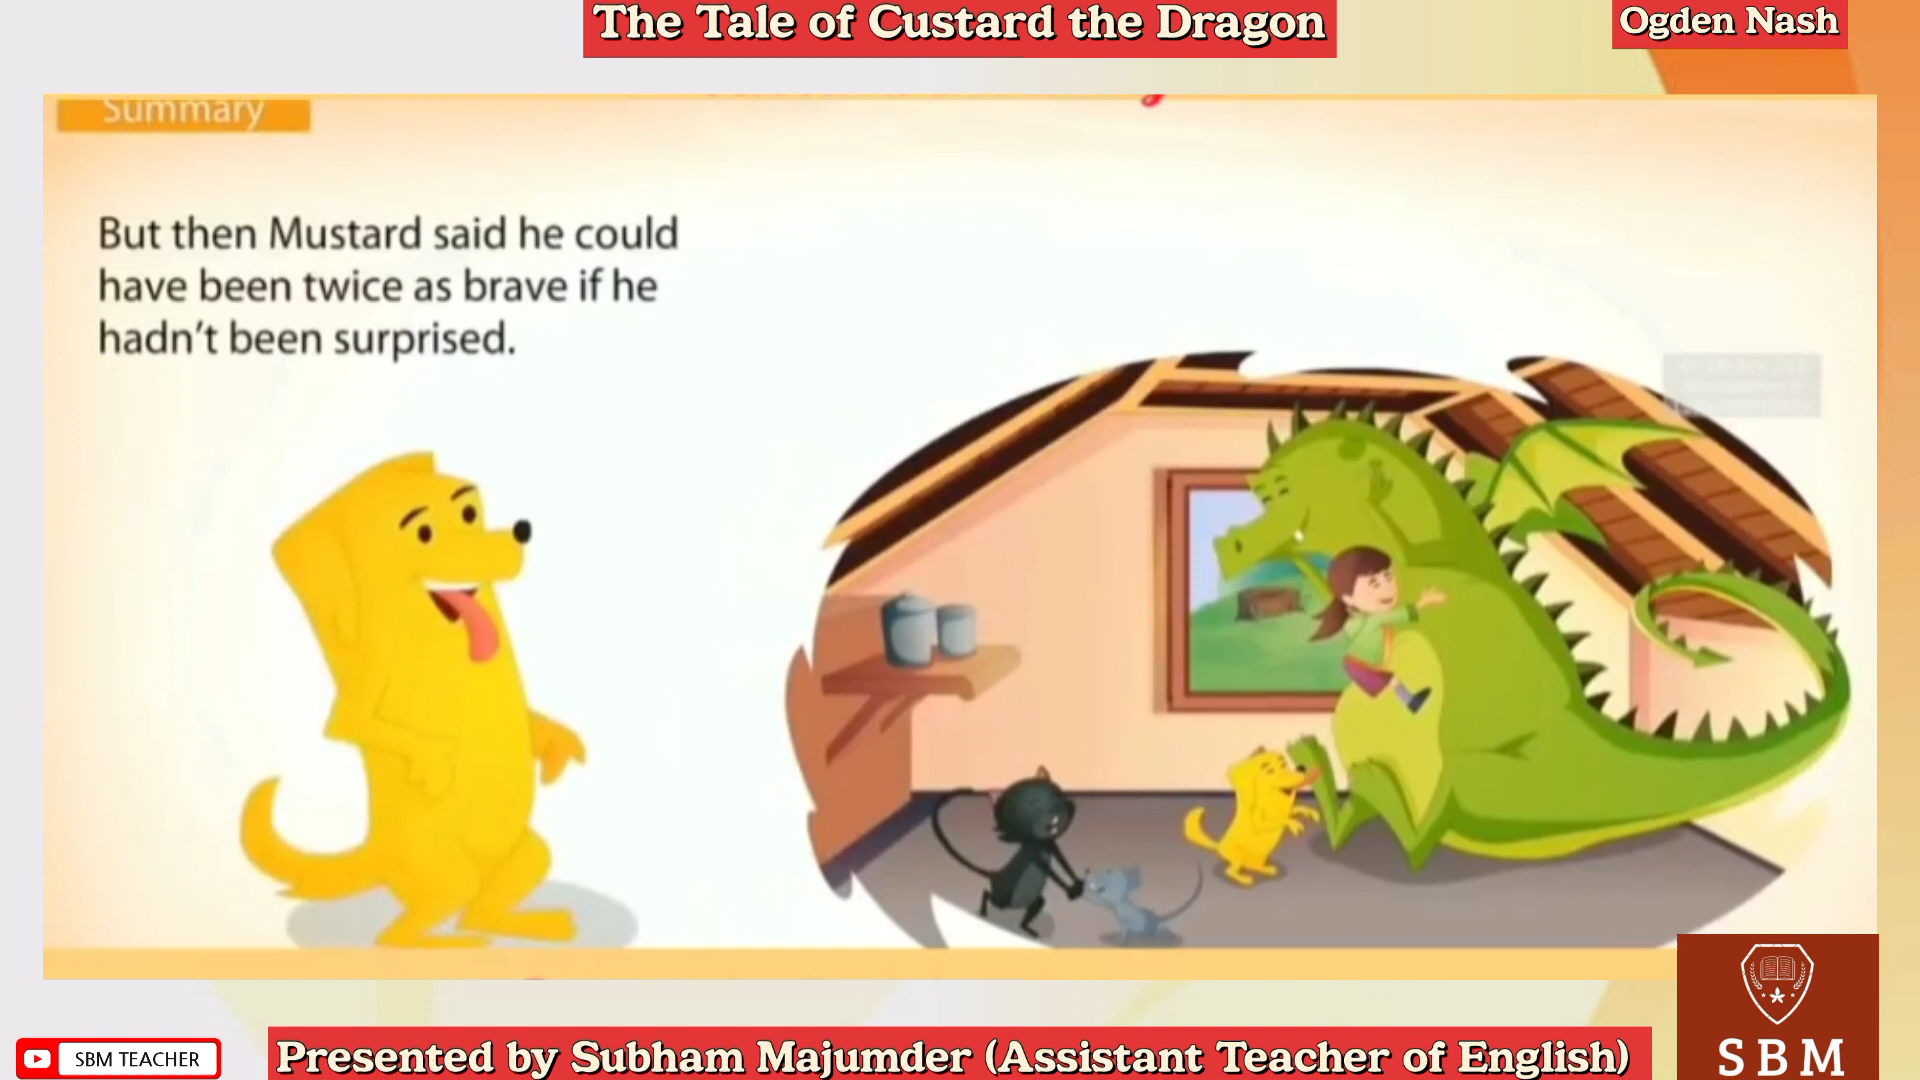 The Tale of Custard the Dragon
Ogden Nash
Summary
But then Mustard said he could
have been twice as brave if he
hadn't been surprised.
SBM TEACHER
Presented by Subham Majumder (Assistant Teacher of English)
SBM